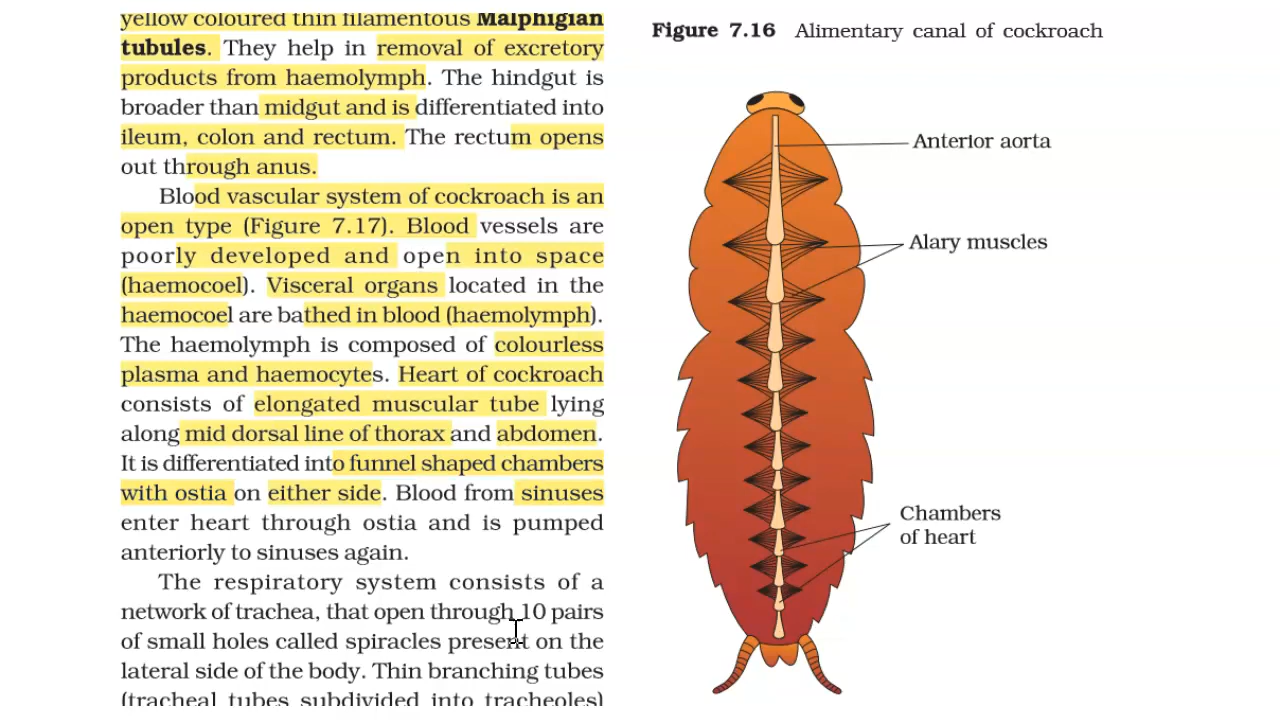 yellow coloured thin filamentous Malphigian
tubules. They help in removal of excretory
products from haemolymph. The hindgut is
broader than midgut and is differentiated into
ileum, colon and rectum. The rectum opens
out through anus.
Blood vascular system of cockroach is an
open type (Figure 7.17). Blood vessels are
poorly developed and open into space
(haemocoel). Visceral organs located in the
haemocoel are bathed in blood (haemolymph).
The haemolymph is composed of colourless
plasma and haemocytes. Heart of cockroach
consists of elongated muscular tube lying
along mid dorsal line of thorax and abdomen.
It is differentiated into funnel shaped chambers
with ostia on either side. Blood from sinuses
enter heart through ostia and is pumped
anteriorly to sinuses again.
The respiratory system consists of a
network of trachea, that open through 10 pairs
of small holes called spiracles present on the
lateral side of the body. Thin branching tubes
(tracheal tubes subdivided into tracheoles)
Figure 7.16 Alimentary canal of cockroach
Anterior aorta
Alary muscles
Chambers
of heart